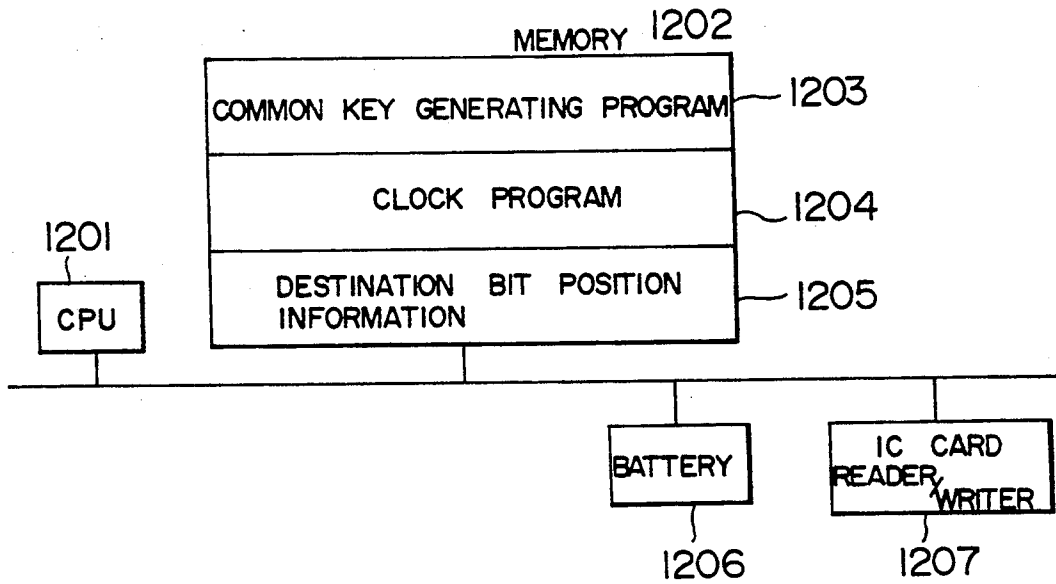 MEMORY 1202
COMMON KEY GENERATING PROGRAM
1203
CLOCK PROGRAM
1204
DESTINATION BIT POSITION
INFORMATION
1205
1201
CPU
BATTERY
1206
IC CARD
READER/
WRITER
1207